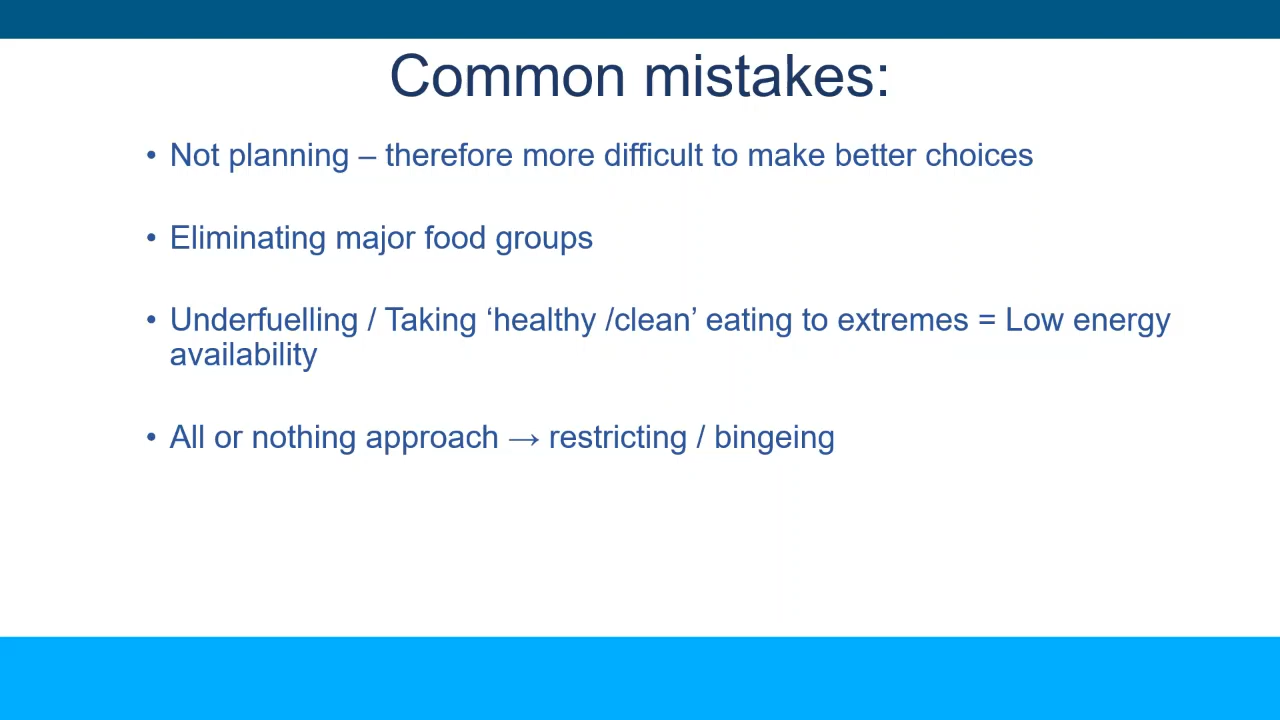 Common mistakes:
• Not planning – therefore more difficult to make better choices
• Eliminating major food groups
• Underfuelling / Taking ‘healthy /clean’ eating to extremes = Low energy
availability
• All or nothing approach → restricting / bingeing